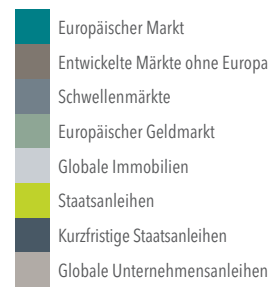 Europäischer Markt
Entwickelte Märkte ohne Europa
Schwellenmärkte
Europäischer Geldmarkt
Globale Immobilien
Staatsanleihen
Kurzfristige Staatsanleihen
Globale Unternehmensanleihen